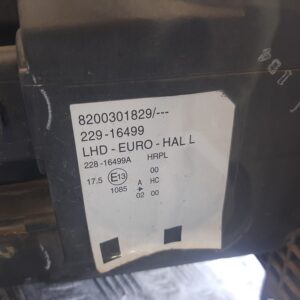 8200301829/---
229-16499
LHD - EURO - HAL L
228-16499A HRPL
00
17.5 E13 A HC
1085 + 00
02